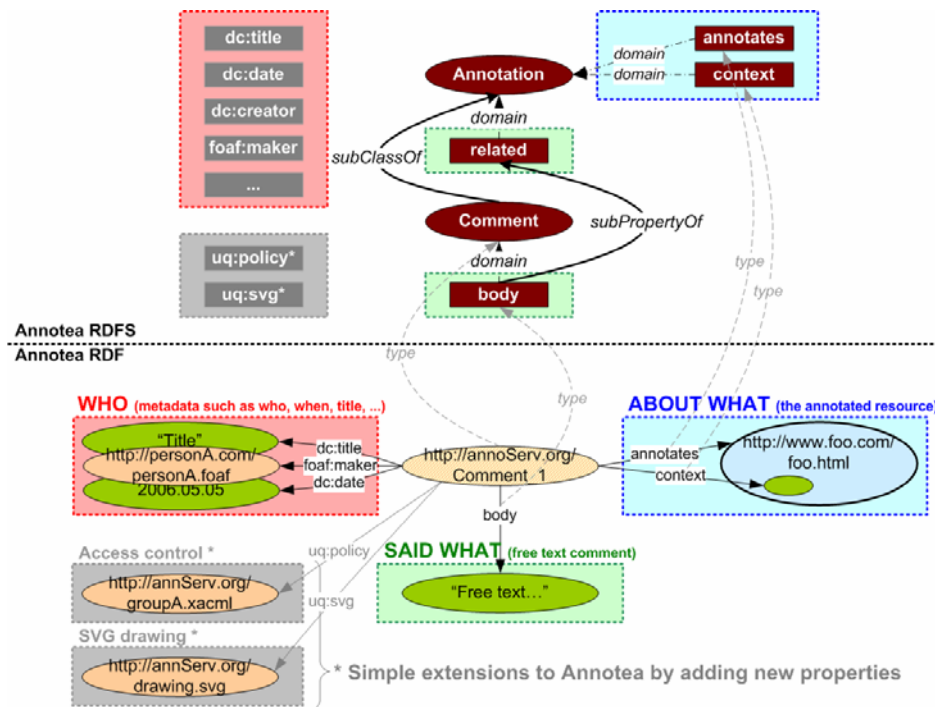 dc:title
dc:date
dc:creator
foaf:maker
...
uq:policy*
uq:svg*
Annotation
annotates
context
domain
domain
domain
related
subClassOf
Comment
subPropertyOf
domain
body
type
type
type
type
Annotea RDFS
Annotea RDF
WHO (metadata such as who, when, title, ...)
"Title"
http://personA.com/
personA.foaf
2006.05.05
dc:title
foaf:maker
dc:date
http://annoServ.org/
Comment_1
annotates
context
body
ABOUT WHAT (the annotated resource)
http://www.foo.com/
foo.html
SAID WHAT (free text comment)
"Free text…"
Access control *
http://annServ.org/
groupA.xacml
uq:policy
uq:svg
SVG drawing *
http://annServ.org/
drawing.svg
* Simple extensions to Annotea by adding new properties